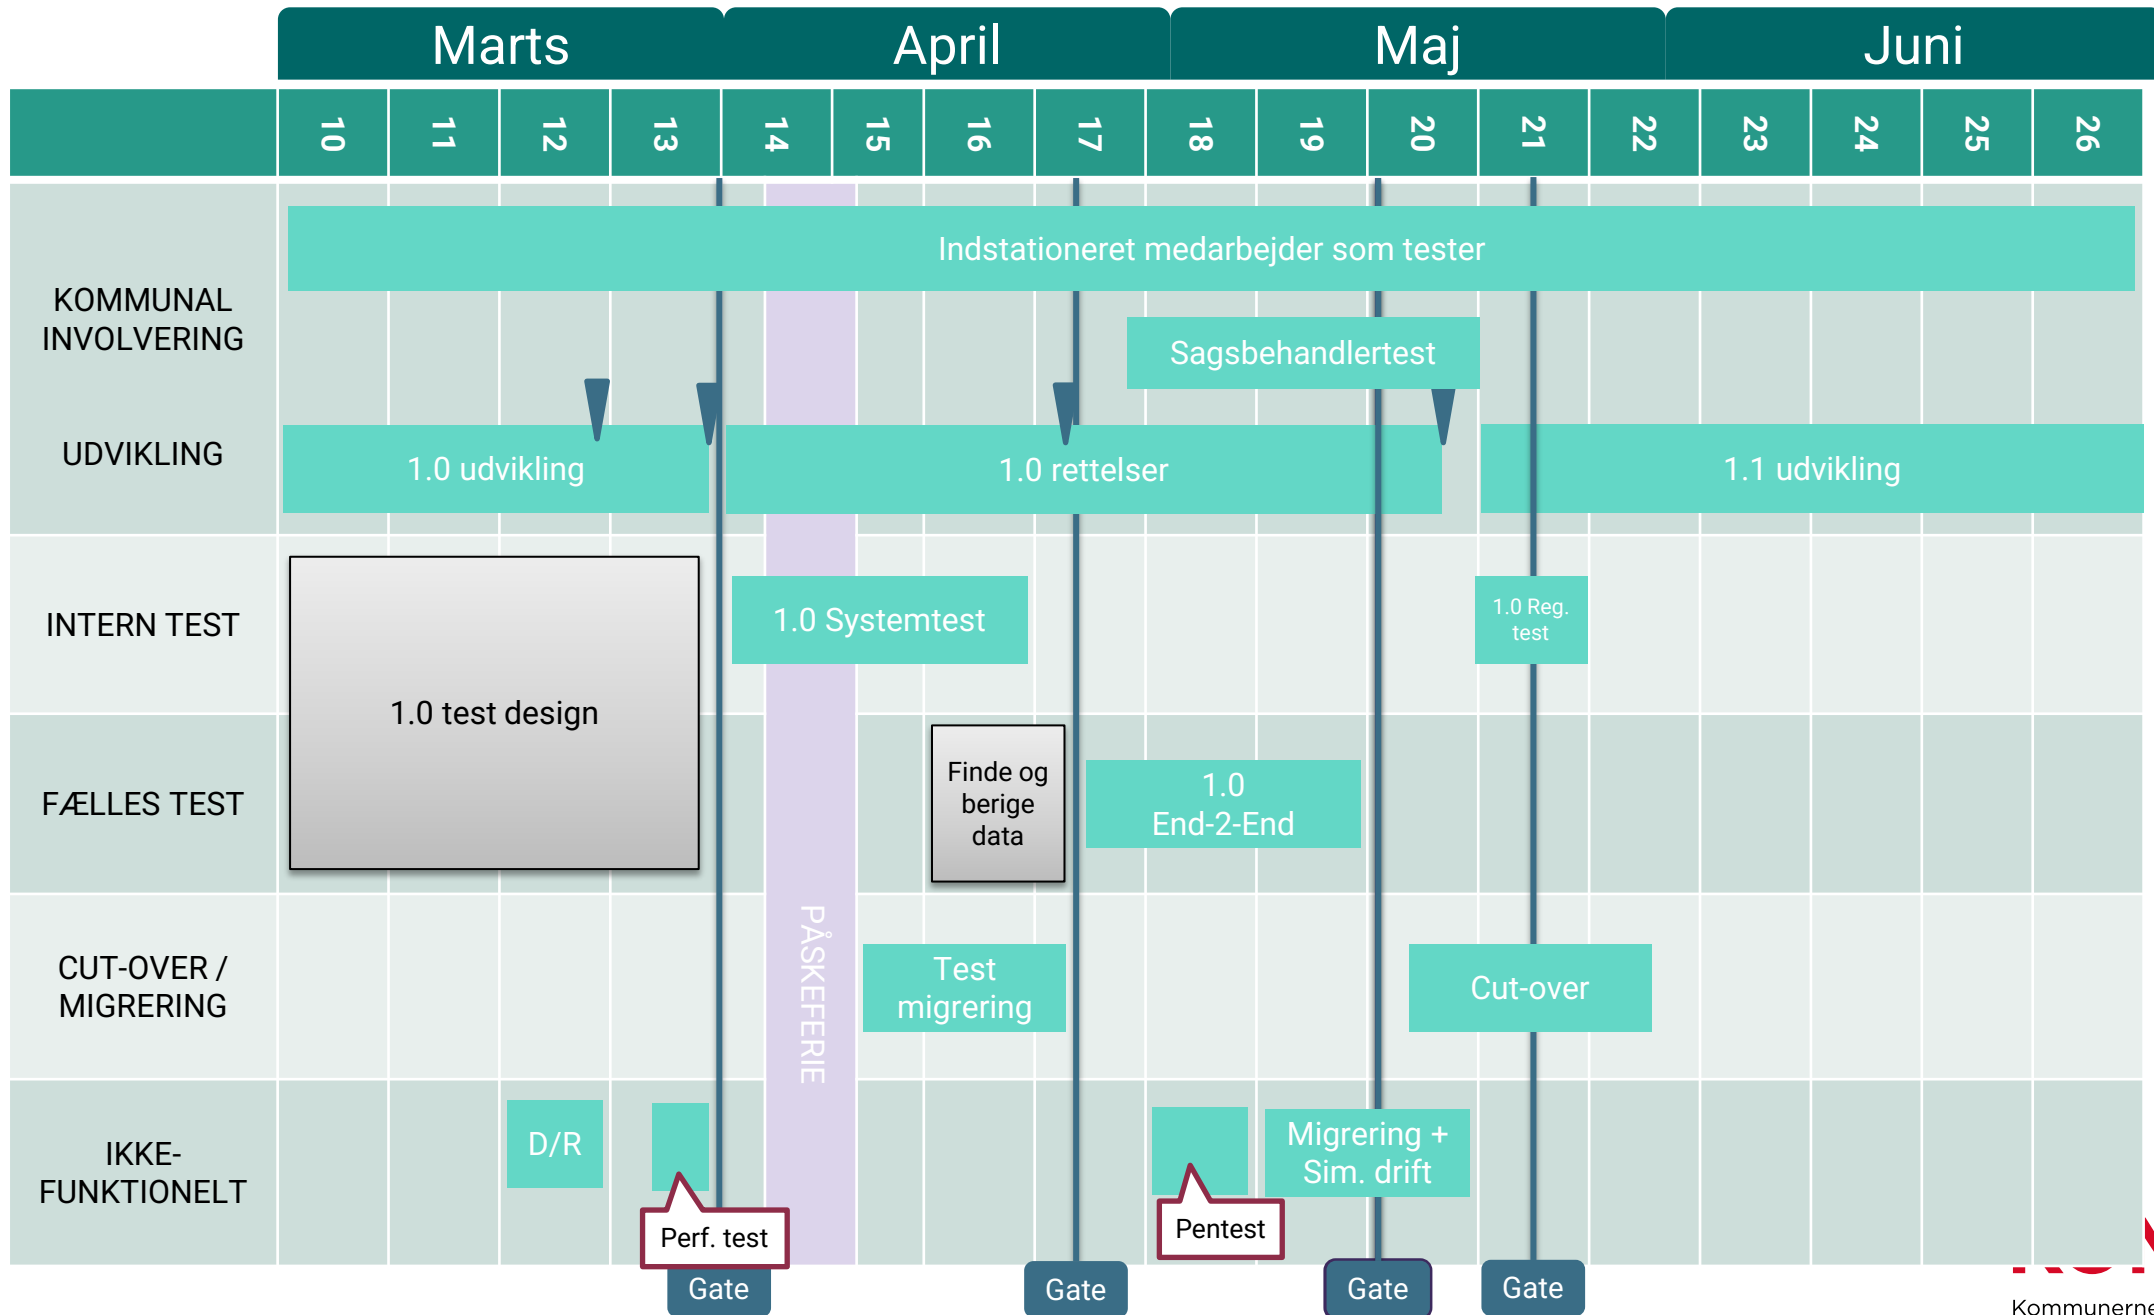 Marts
April
Maj
Juni
10
11
12
13
14
15
16
17
18
19
20
21
22
23
24
25
26
KOMMUNAL
INVOLVERING
Indstationeret medarbejder som tester
Sagsbehandlertest
UDVIKLING
1.0 udvikling
1.0 rettelser
1.1 udvikling
INTERN TEST
1.0 test design
1.0 Systemtest
1.0 Reg.
test
FÆLLES TEST
Finde og
berige
data
1.0
End-2-End
PÅSKEFERIE
CUT-OVER /
MIGRERING
Test
migrering
Cut-over
IKKE-
FUNKTIONELT
D/R
Perf. test
Pentest
Migrering +
Sim. drift
Gate
Gate
Gate
Gate
Kommunerne